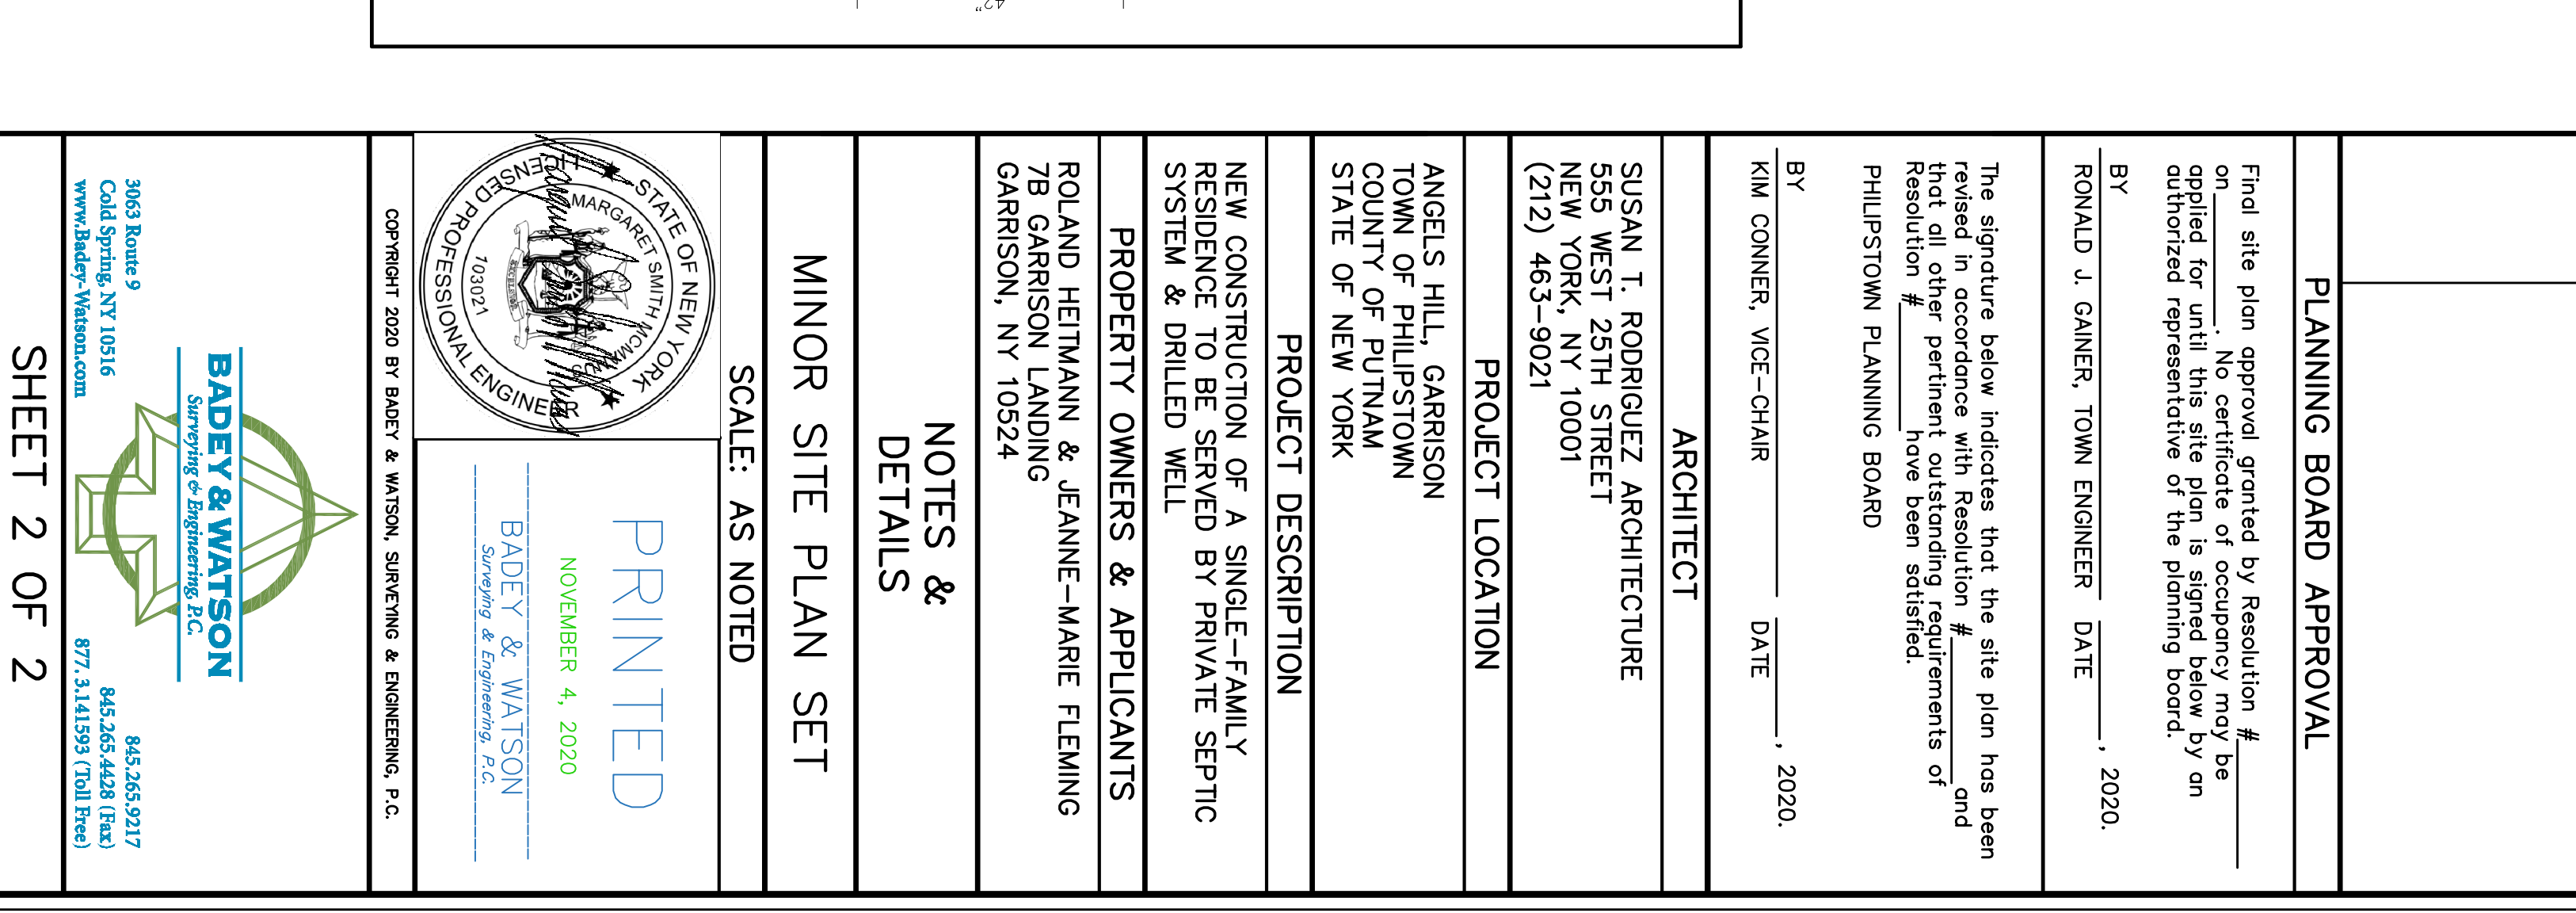 42"
PLANNING BOARD APPROVAL
Final site plan approval granted by Resolution #__________
on __________. No certificate of occupancy may be
applied for until this site plan is signed below by an
authorized representative of the planning board.
BY
RONALD J. GAINER, TOWN ENGINEER DATE , 2020.
The signature below indicates that the site plan has been
revised in accordance with Resolution #__________ and
that all other pertinent outstanding requirements of
Resolution #__________ have been satisfied.
PHILIPSTOWN PLANNING BOARD
BY
KIM CONNER, VICE-CHAIR DATE , 2020.
ARCHITECT
SUSAN T. RODRIGUEZ ARCHITECTURE
555 WEST 25TH STREET
NEW YORK, NY 10001
(212) 463-9021
PROJECT LOCATION
ANGELS HILL, GARRISON
TOWN OF PHILIPSTOWN
COUNTY OF PUTNAM
STATE OF NEW YORK
PROJECT DESCRIPTION
NEW CONSTRUCTION OF A SINGLE-FAMILY
RESIDENCE TO BE SERVED BY PRIVATE SEPTIC
SYSTEM & DRILLED WELL
PROPERTY OWNERS & APPLICANTS
ROLAND HEITMANN & JEANNE-MARIE FLEMING
7B GARRISON LANDING
GARRISON, NY 10524
NOTES &
DETAILS
MINOR SITE PLAN SET
SCALE: AS NOTED
STATE OF NEW YORK
MARGARET SMITH
EXCELSIOR
103021
LICENSED PROFESSIONAL ENGINEER
PRINTED
NOVEMBER 4, 2020
BADEY & WATSON
Surveying & Engineering, P.C.
COPYRIGHT 2020 BY BADEY & WATSON, SURVEYING & ENGINEERING, P.C.
BADEY & WATSON
Surveying & Engineering, P.C.
3063 Route 9 845.265.9217
Cold Spring, NY 10516 845.265.4428 (Fax)
www.Badey-Watson.com 877.3.141593 (Toll Free)
SHEET 2 OF 2